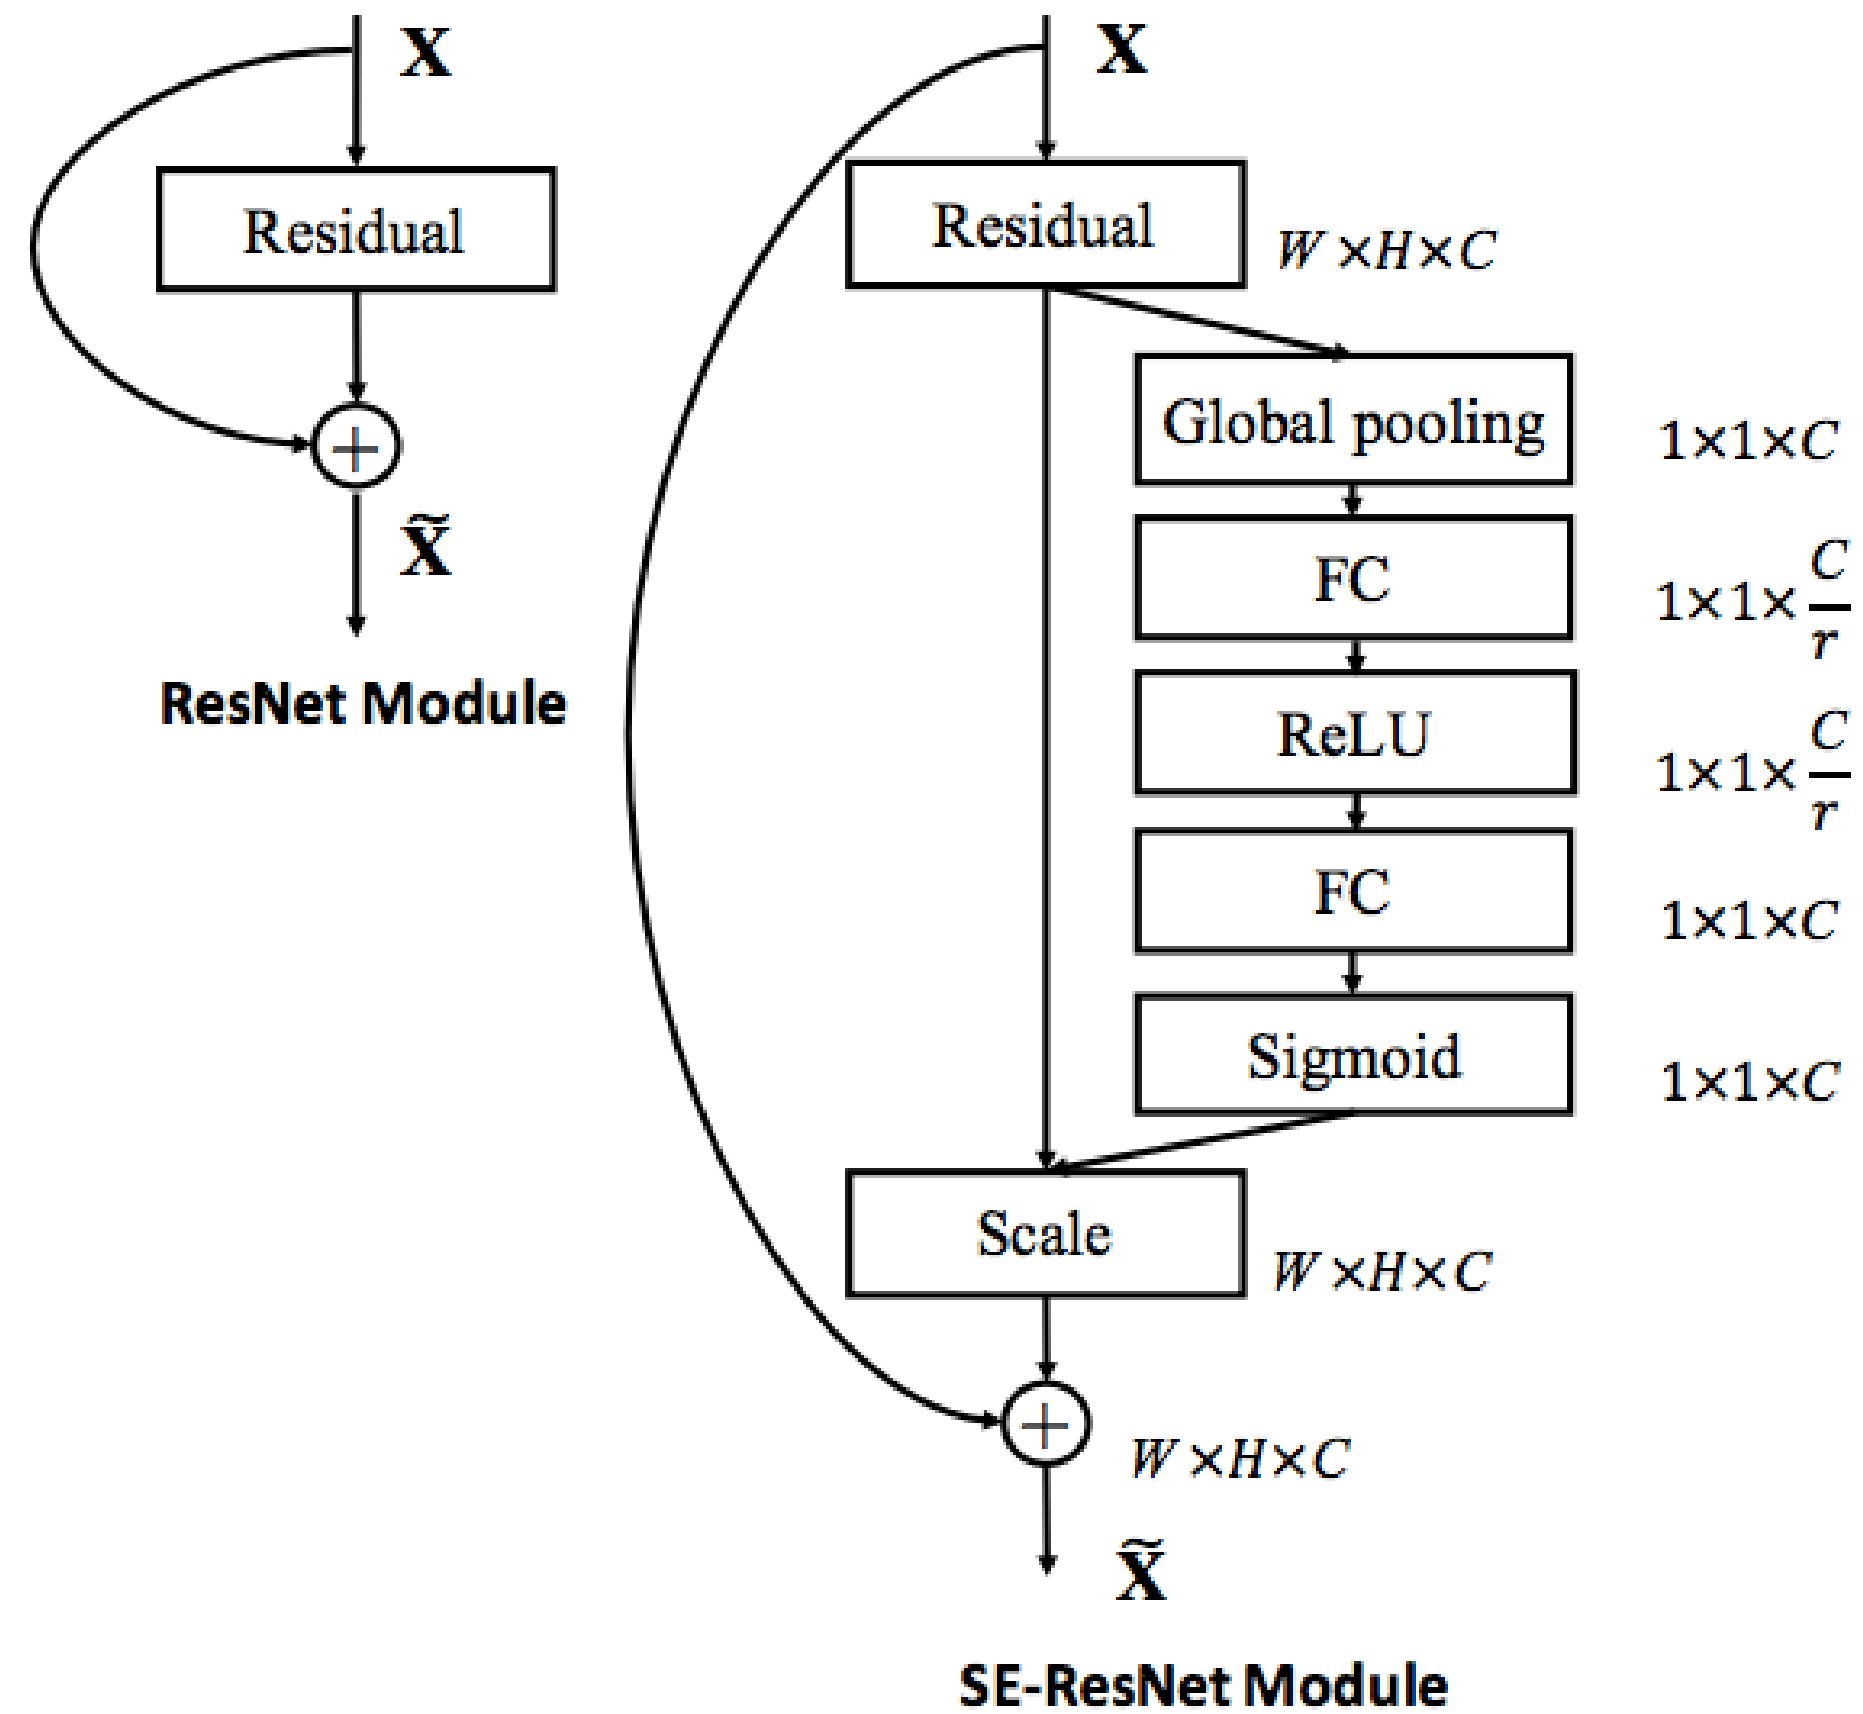 X
Residual
+
X̃
ResNet Module
X
Residual
W ×H×C
Global pooling
1×1×C
FC
1×1×C/r
ReLU
1×1×C/r
FC
1×1×C
Sigmoid
1×1×C
Scale
W ×H×C
+
W ×H×C
X̃
SE-ResNet Module